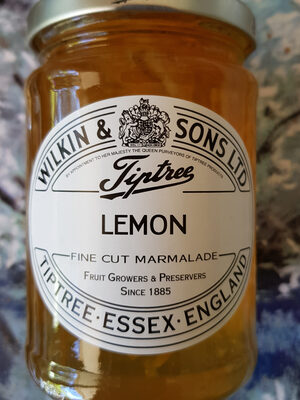 WILKIN & SONS LTD
BY APPOINTMENT TO HER MAJESTY THE QUEEN PURVEYORS OF TIPTREE PRODUCTS
Tiptree
LEMON
FINE CUT MARMALADE
FRUIT GROWERS & PRESERVERS
SINCE 1885
TIPTREE · ESSEX · ENGLAND